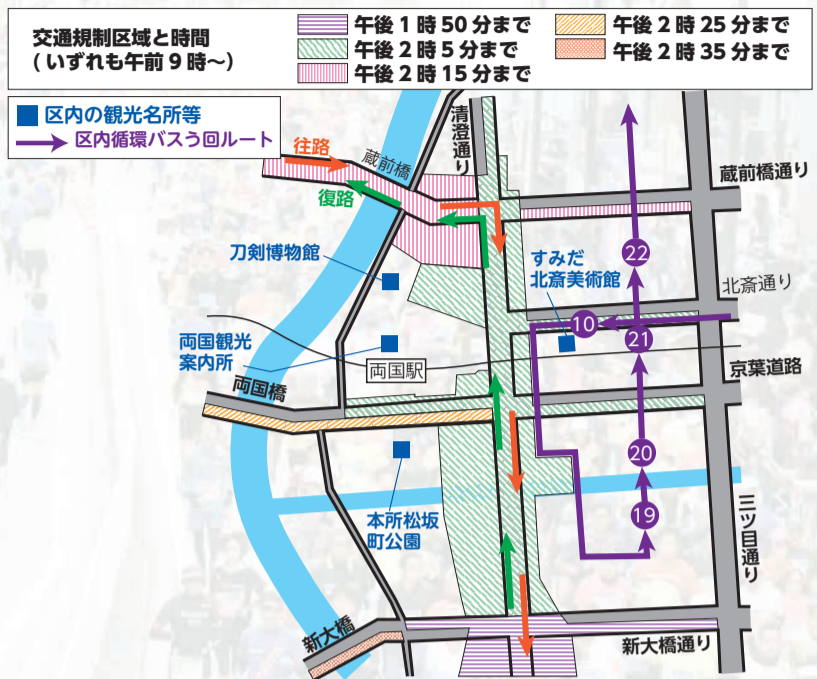 交通規制区域と時間
(いずれも午前9時～)
午後1時50分まで
午後2時5分まで
午後2時15分まで
午後2時25分まで
午後2時35分まで
区内の観光名所等
区内循環バスう回ルート
清澄通り
往路
蔵前橋
復路
蔵前橋通り
刀剣博物館
すみだ
北斎美術館
22
北斎通り
10
21
両国観光
案内所
両国駅
京葉道路
両国橋
20
19
本所松坂
町公園
三ツ目通り
新大橋
新大橋通り